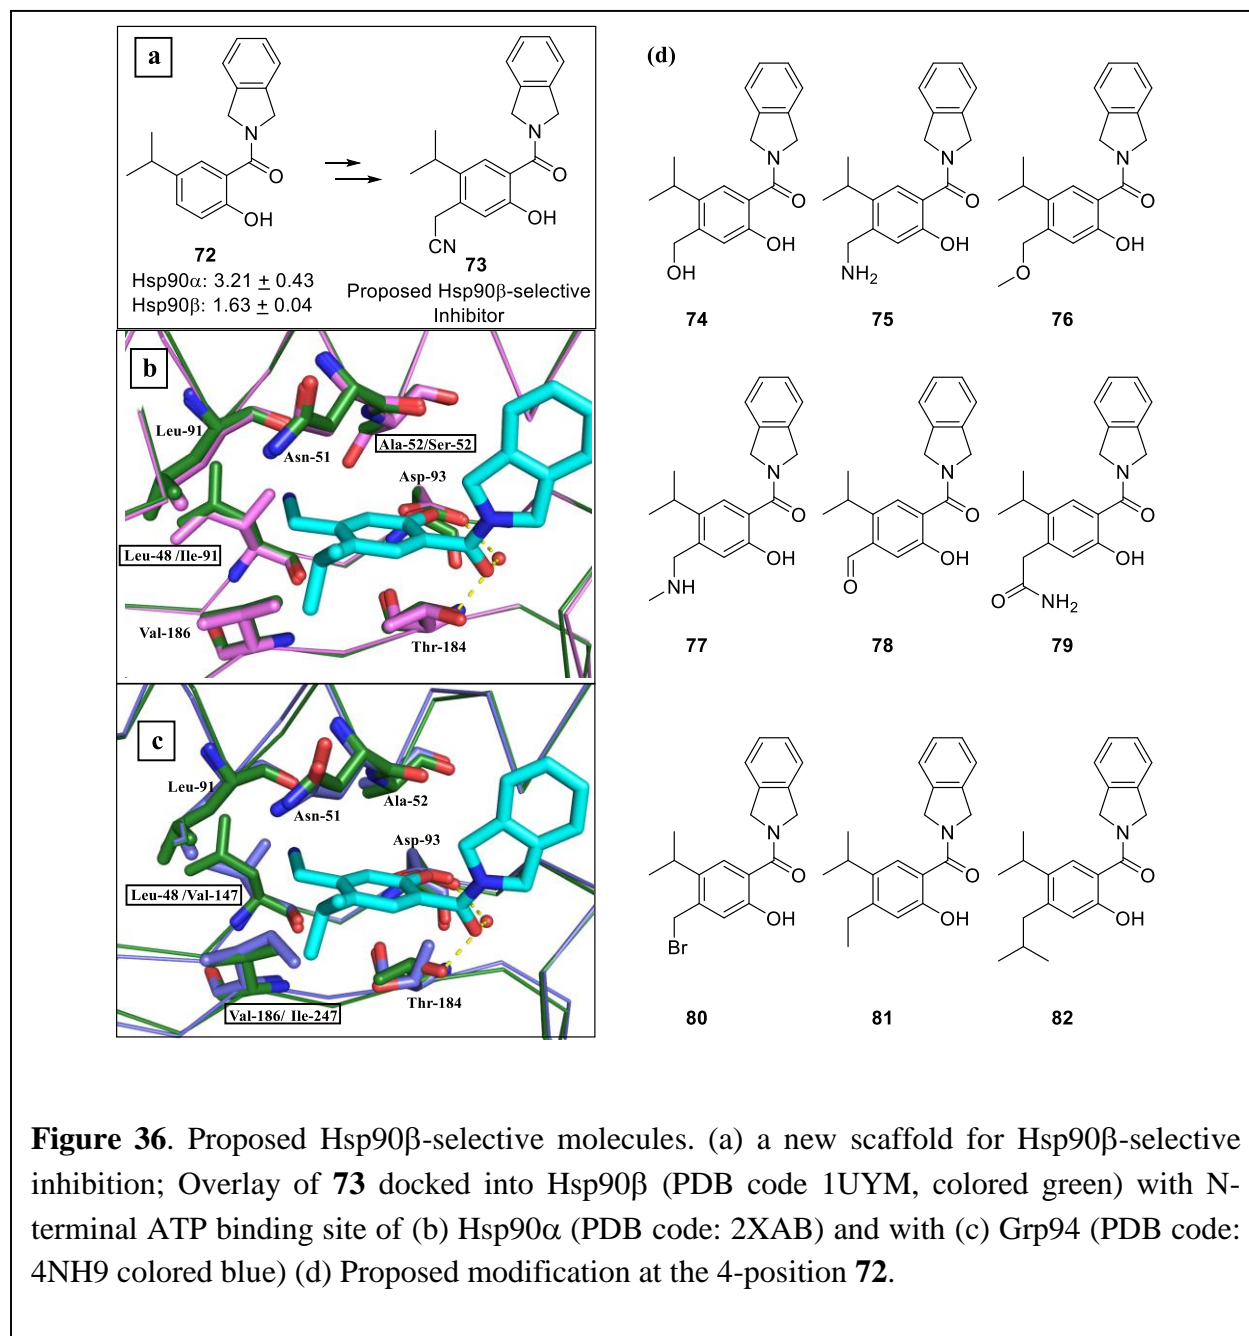 a
N
O
OH
72
Hsp90α: 3.21 ± 0.43
Hsp90β: 1.63 ± 0.04
N
O
OH
CN
73
Proposed Hsp90β-selective
Inhibitor
b
Leu-91
Asn-51
Ala-52/Ser-52
Asp-93
Leu-48 /Ile-91
Val-186
Thr-184
c
Leu-91
Asn-51
Ala-52
Asp-93
Leu-48 /Val-147
Thr-184
Val-186/ Ile-247
(d)
N
O
OH
OH
74
N
O
OH
NH2
75
N
O
OH
O
76
N
O
OH
NH
77
N
O
OH
O
78
N
O
OH
O
NH2
79
N
O
OH
Br
80
N
O
OH
81
N
O
OH
82
Figure 36. Proposed Hsp90β-selective molecules. (a) a new scaffold for Hsp90β-selective
inhibition; Overlay of 73 docked into Hsp90β (PDB code 1UYM, colored green) with N-
terminal ATP binding site of (b) Hsp90α (PDB code: 2XAB) and with (c) Grp94 (PDB code:
4NH9 colored blue) (d) Proposed modification at the 4-position 72.